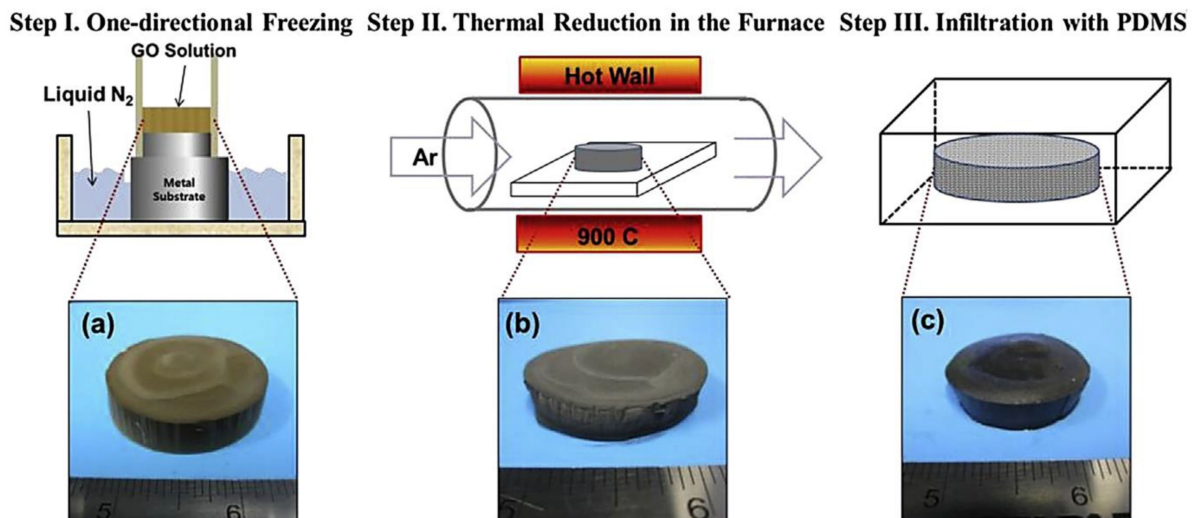 Step I. One-directional Freezing
Step II. Thermal Reduction in the Furnace
Step III. Infiltration with PDMS
GO Solution
Liquid N₂
Metal
Substrate
Hot Wall
Ar
900 C
(a)
5 6
(b)
6
(c)
5 6